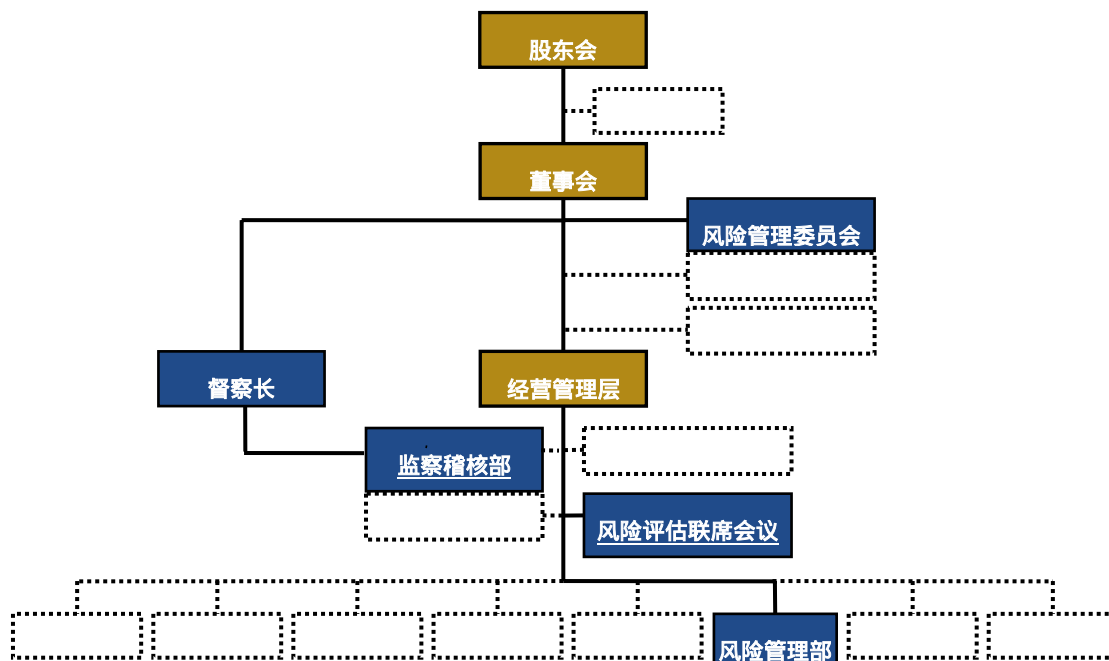 股东会
董事会
风险管理委员会
督察长
经营管理层
监察稽核部
风险评估联席会议
风险管理部